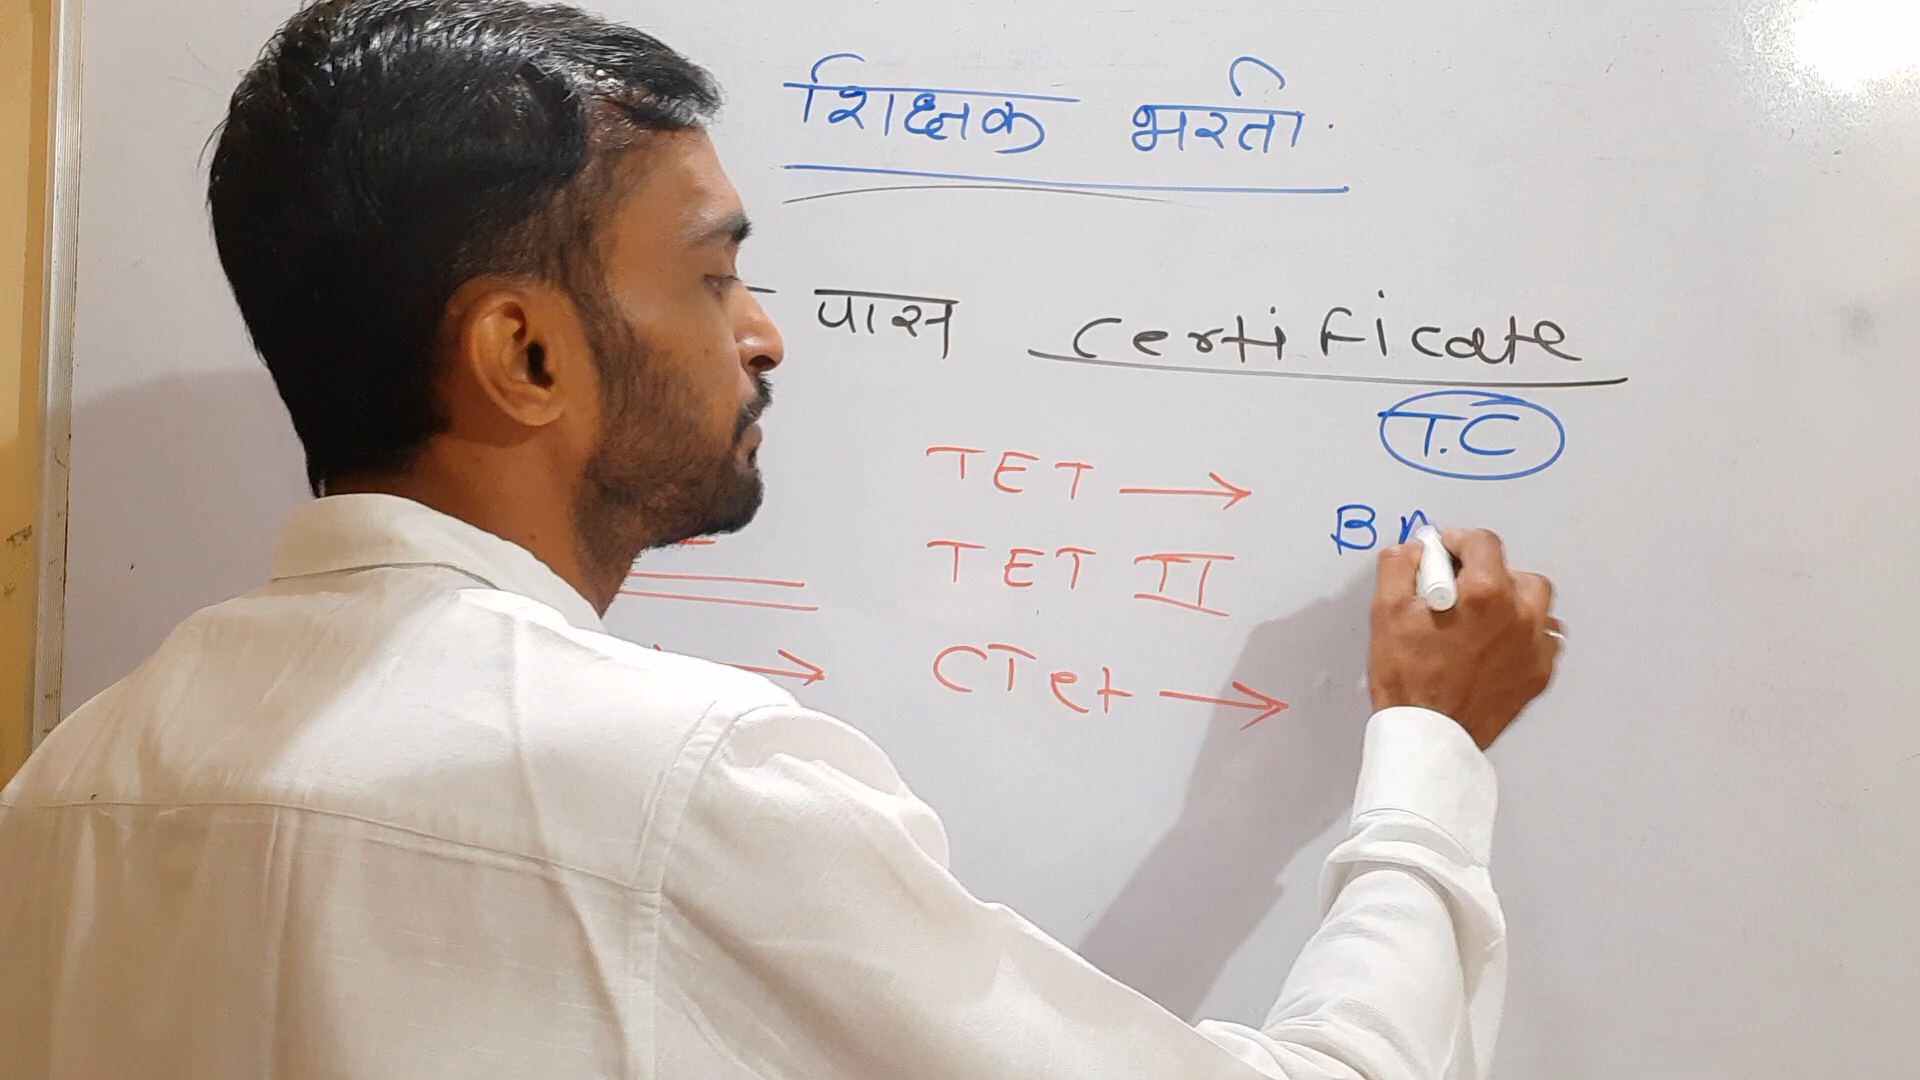 शिक्षक भरती.
पास certificate
T.C
TET →
B
TET II
CTet →